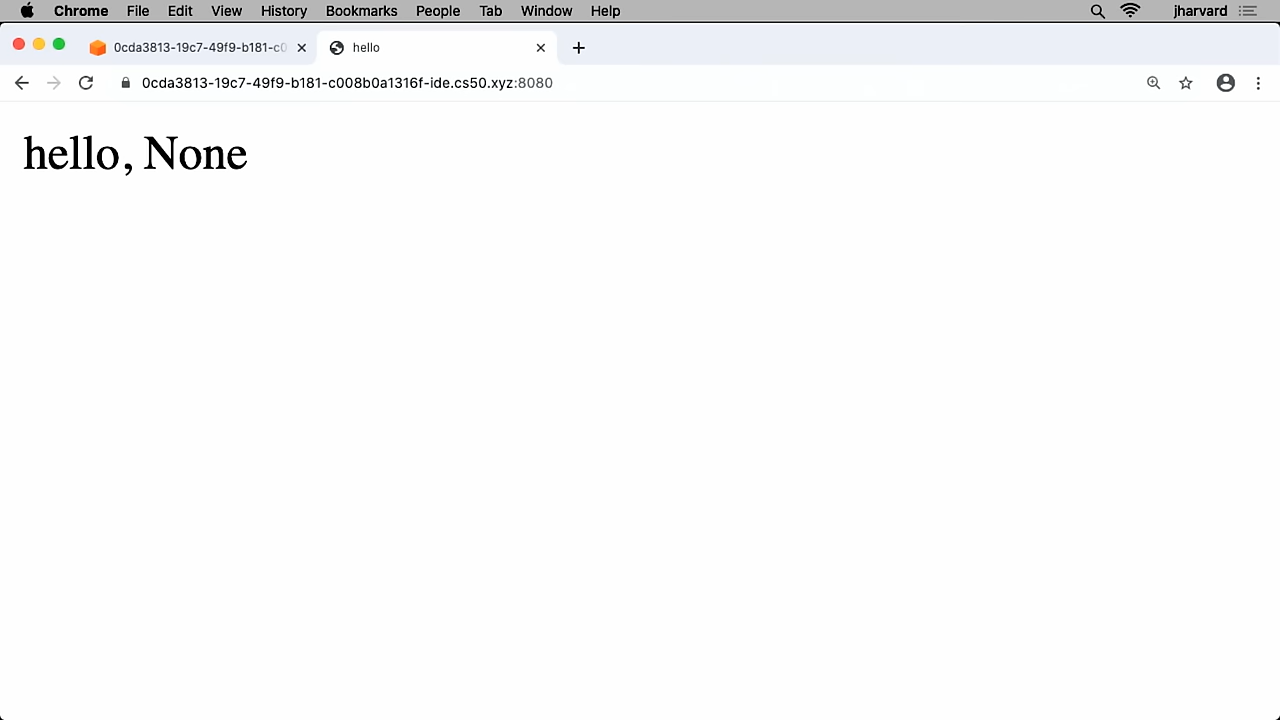 Chrome File Edit View History Bookmarks People Tab Window Help jharvard
0cda3813-19c7-49f9-b181-c0 hello
0cda3813-19c7-49f9-b181-c008b0a1316f-ide.cs50.xyz:8080
hello, None